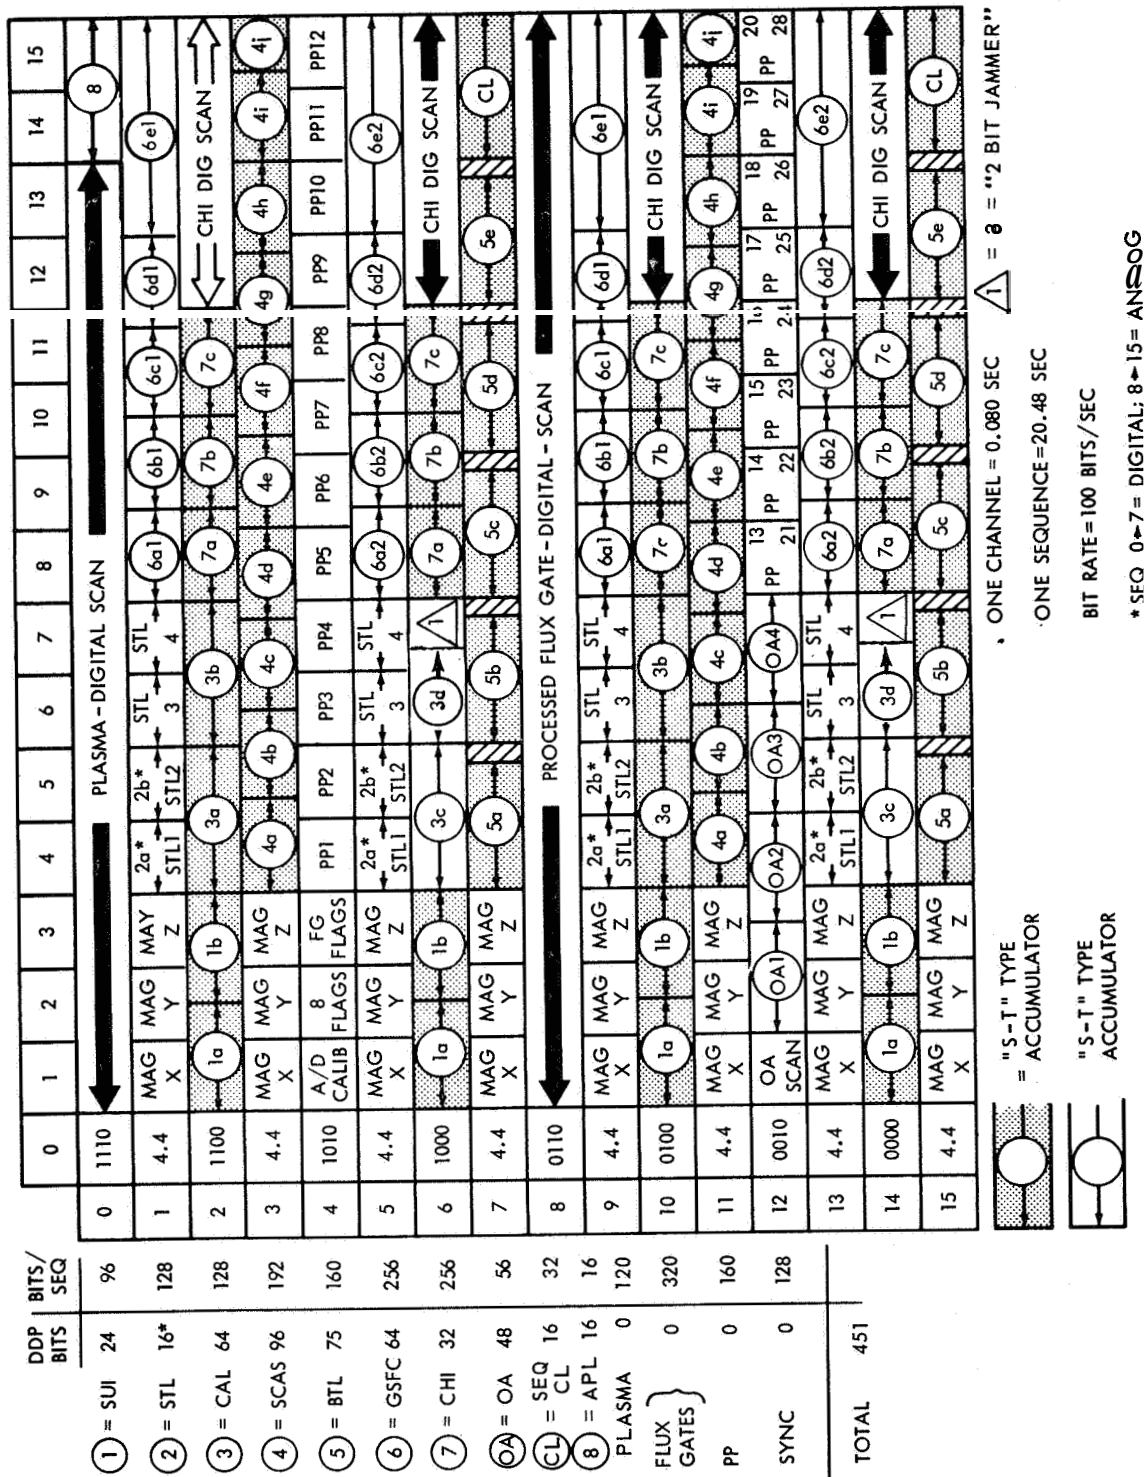 0 1 2 3 4 5 6 7 8 9 10 11 12 13 14 15
0 1110 PLASMA-DIGITAL SCAN 8
1 4.4 MAG X MAG Y MAY Z 2a* STL1 2b* STL2 STL 3 STL 4 6a1 6b1 6c1 6d1 6e1
2 1100 1a 1b 3a 3b 7a 7b 7c CHI DIG SCAN
3 4.4 MAG X MAG Y MAG Z 4a 4b 4c 4d 4e 4f 4g 4h 4i 4j
4 1010 A/D CALIB 8 FLAGS FG FLAGS PP1 PP2 PP3 PP4 PP5 PP6 PP7 PP8 PP9 PP10 PP11 PP12
5 4.4 MAG X MAG Y MAG Z 2a* STL1 2b* STL2 STL 3 STL 4 6a2 6b2 6c2 6d2 6e2
6 1000 1a 1b 3c 3d 1 7a 7b 7c CHI DIG SCAN
7 4.4 MAG X MAG Y MAG Z 5a 5b 5c 5d 5e CL
8 0110 PROCESSED FLUX GATE-DIGITAL-SCAN
9 4.4 MAG X MAG Y MAG Z 2a* STL1 2b* STL2 STL 3 STL 4 6a1 6b1 6c1 6d1 6e1
10 0100 1a 1b 3a 3b 7c 7b 7c CHI DIG SCAN
11 4.4 MAG X MAG Y MAG Z 4a 4b 4c 4d 4e 4f 4g 4h 4i 4j
12 0010 OA SCAN OA1 OA2 OA3 OA4 13 PP 21 14 PP 22 15 PP 23 PP 17 PP 25 18 PP 26 19 PP 27 20 PP 28
13 4.4 MAG X MAG Y MAG Z 2a* STL1 2b* STL2 STL 3 STL 4 6a2 6b2 6c2 6d2 6e2
14 0000 1a 1b 3c 3d 1 7a 7b 7c CHI DIG SCAN
15 4.4 MAG X MAG Y MAG Z 5a 5b 5c 5d 5e CL
DDP BITS BITS/SEQ
1 = SUI 24 96
2 = STL 16* 128
3 = CAL 64 128
4 = SCAS 96 192
5 = BTL 75 160
6 = GSFC 64 256
7 = CHI 32 256
OA = OA 48 56
CL = SEQ CL 16 32
8 = APL 16 16
PLASMA 0 120
FLUX GATES } 0 320
PP 0 160
SYNC 0 128
TOTAL 451
= "S-T" TYPE
ACCUMULATOR
"S-T" TYPE
ACCUMULATOR
1 = a = "2 BIT JAMMER"
ONE CHANNEL = 0.080 SEC
ONE SEQUENCE=20.48 SEC
BIT RATE=100 BITS/SEC
* SEQ 0→7 = DIGITAL; 8→15=